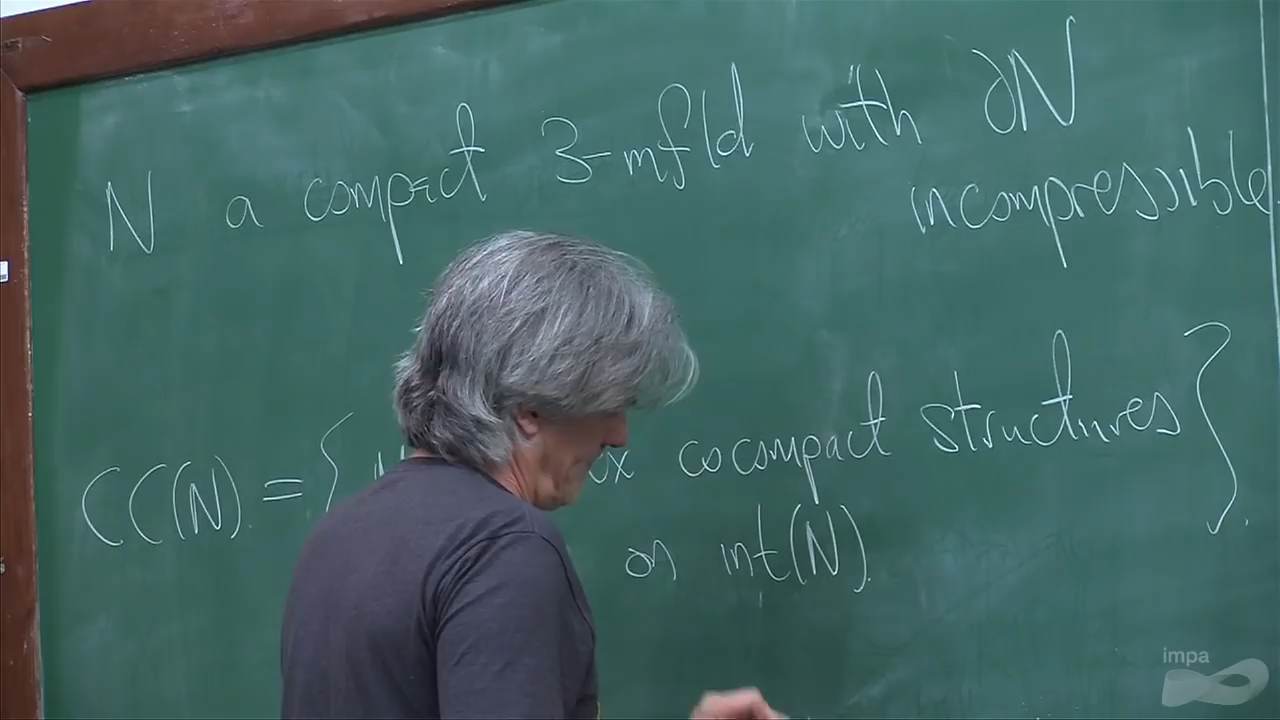 N a compact 3-mfld with ∂N
incompressible
CC(N) = { cocompact structures }.
on int(N).
impa